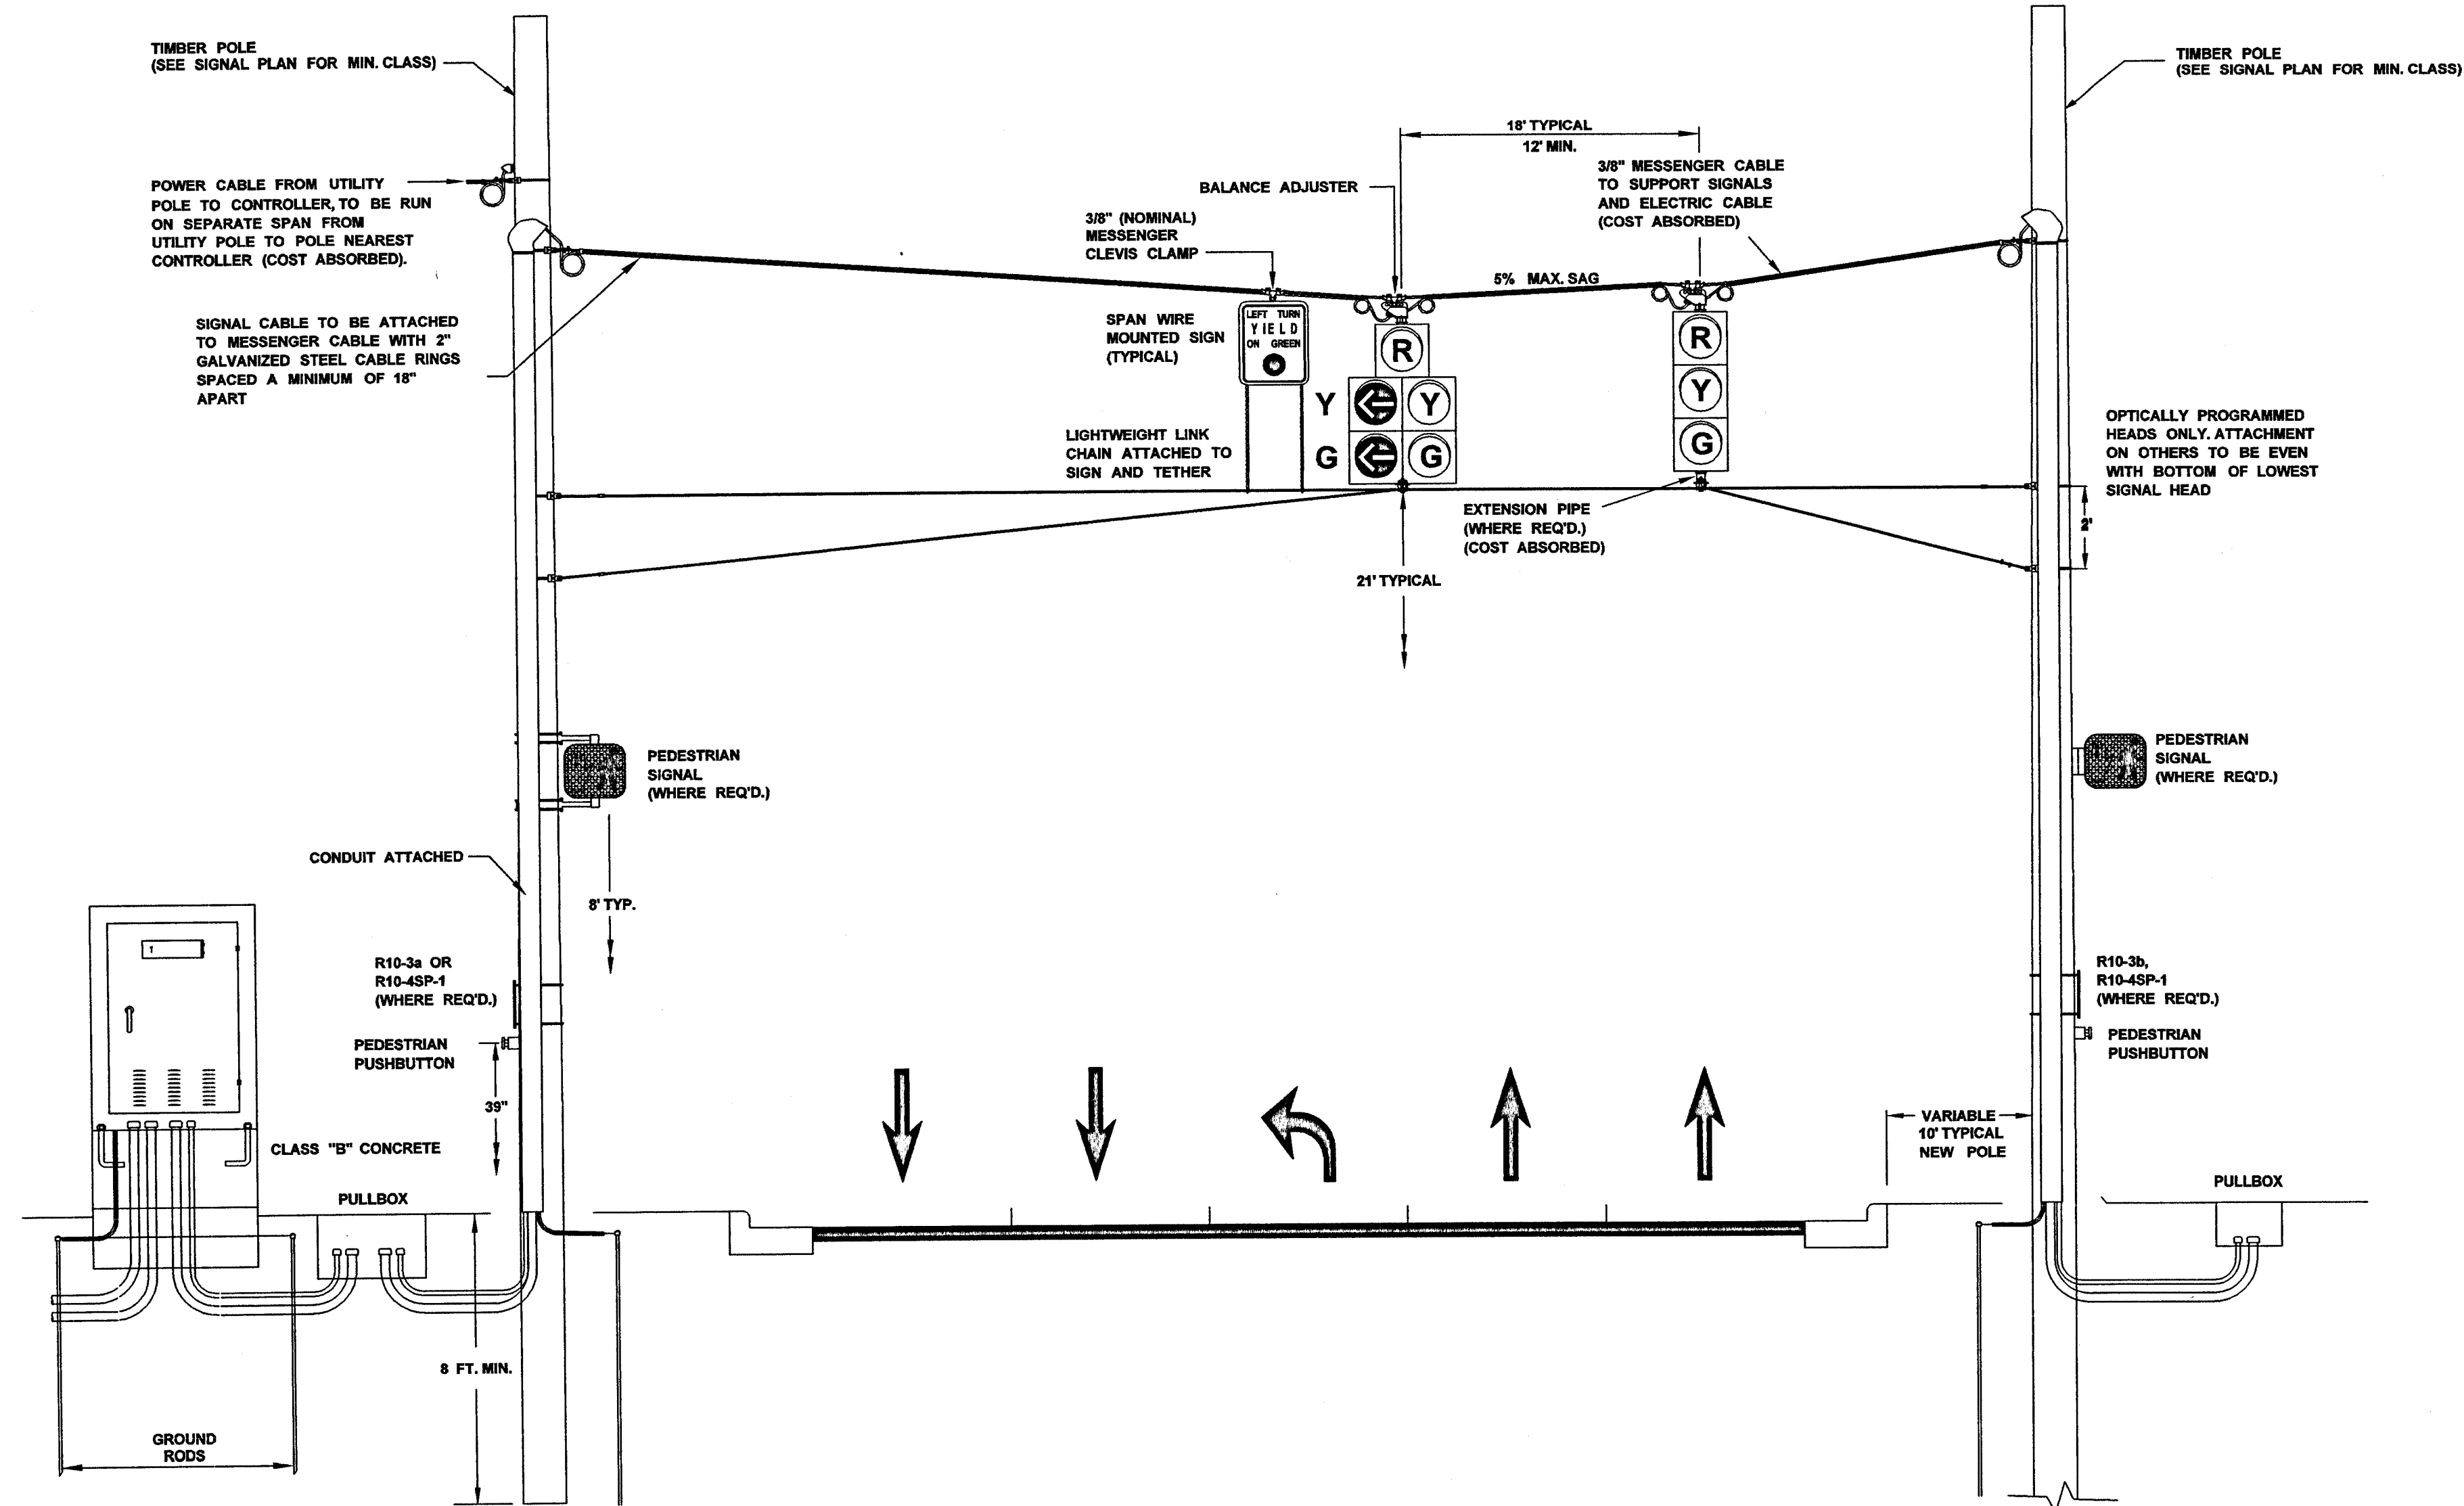 TIMBER POLE
(SEE SIGNAL PLAN FOR MIN. CLASS)
TIMBER POLE
(SEE SIGNAL PLAN FOR MIN. CLASS)
18' TYPICAL
12' MIN.
POWER CABLE FROM UTILITY
POLE TO CONTROLLER, TO BE RUN
ON SEPARATE SPAN FROM
UTILITY POLE TO POLE NEAREST
CONTROLLER (COST ABSORBED).
BALANCE ADJUSTER
3/8" MESSENGER CABLE
TO SUPPORT SIGNALS
AND ELECTRIC CABLE
(COST ABSORBED)
3/8" (NOMINAL)
MESSENGER
CLEVIS CLAMP
5% MAX. SAG
SIGNAL CABLE TO BE ATTACHED
TO MESSENGER CABLE WITH 2"
GALVANIZED STEEL CABLE RINGS
SPACED A MINIMUM OF 18"
APART
SPAN WIRE
MOUNTED SIGN
(TYPICAL)
LEFT TURN
YIELD
ON GREEN
R
Y
Y
G
G
R
Y
G
LIGHTWEIGHT LINK
CHAIN ATTACHED TO
SIGN AND TETHER
OPTICALLY PROGRAMMED
HEADS ONLY. ATTACHMENT
ON OTHERS TO BE EVEN
WITH BOTTOM OF LOWEST
SIGNAL HEAD
EXTENSION PIPE
(WHERE REQ'D.)
(COST ABSORBED)
2'
21' TYPICAL
PEDESTRIAN
SIGNAL
(WHERE REQ'D.)
PEDESTRIAN
SIGNAL
(WHERE REQ'D.)
CONDUIT ATTACHED
8' TYP.
1
R10-3a OR
R10-4SP-1
(WHERE REQ'D.)
R10-3b,
R10-4SP-1
(WHERE REQ'D.)
PEDESTRIAN
PUSHBUTTON
PEDESTRIAN
PUSHBUTTON
39"
CLASS "B" CONCRETE
VARIABLE
10' TYPICAL
NEW POLE
PULLBOX
PULLBOX
8 FT. MIN.
GROUND
RODS